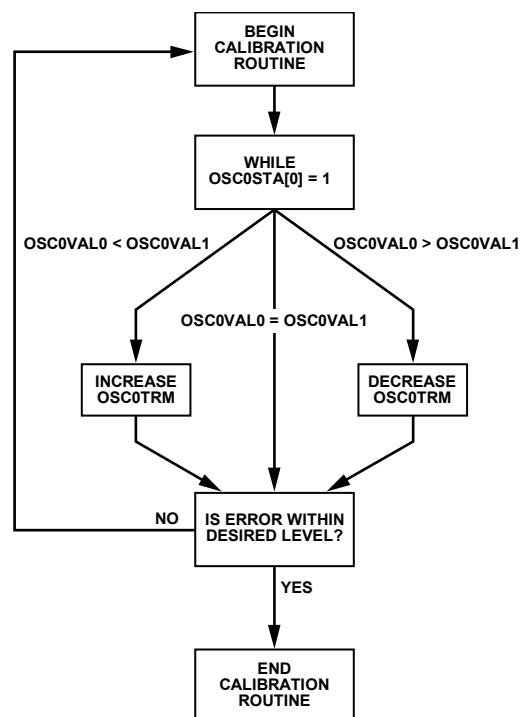 BEGIN
CALIBRATION
ROUTINE
WHILE
OSC0STA[0] = 1
OSC0VAL0 < OSC0VAL1
OSC0VAL0 > OSC0VAL1
OSC0VAL0 = OSC0VAL1
INCREASE
OSC0TRM
DECREASE
OSC0TRM
NO
IS ERROR WITHIN
DESIRED LEVEL?
YES
END
CALIBRATION
ROUTINE